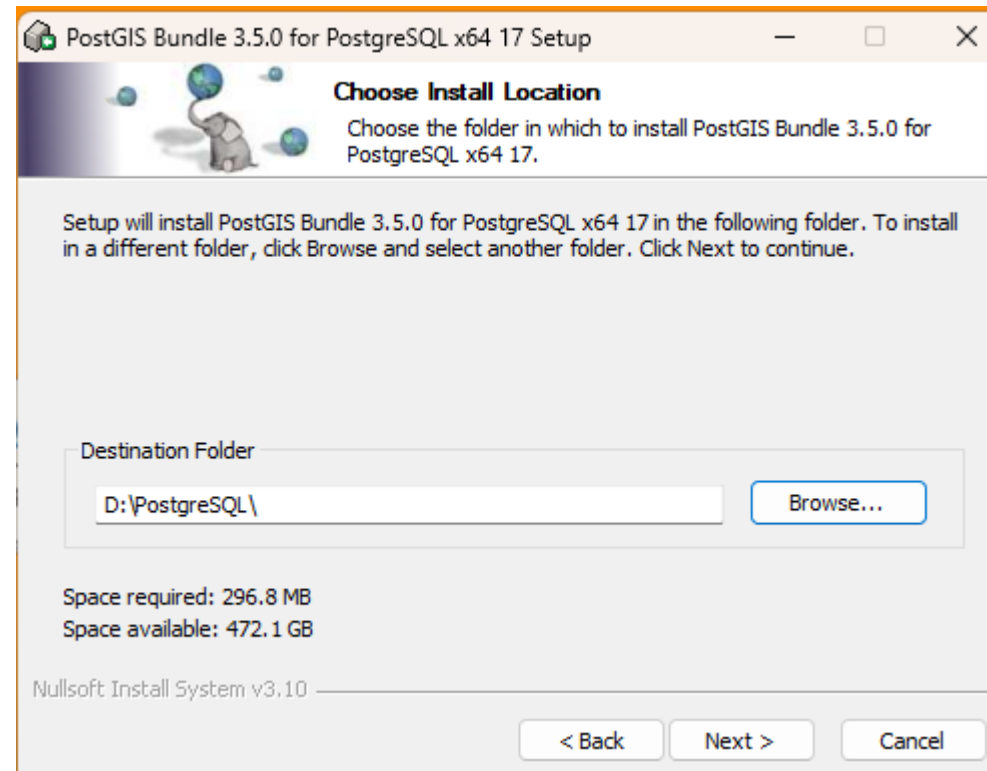 PostGIS Bundle 3.5.0 for PostgreSQL x64 17 Setup
Choose Install Location
Choose the folder in which to install PostGIS Bundle 3.5.0 for
PostgreSQL x64 17.
Setup will install PostGIS Bundle 3.5.0 for PostgreSQL x64 17 in the following folder. To install
in a different folder, click Browse and select another folder. Click Next to continue.
Destination Folder
D:\PostgreSQL\
Browse...
Space required: 296.8 MB
Space available: 472.1 GB
Nullsoft Install System v3.10
< Back
Next >
Cancel